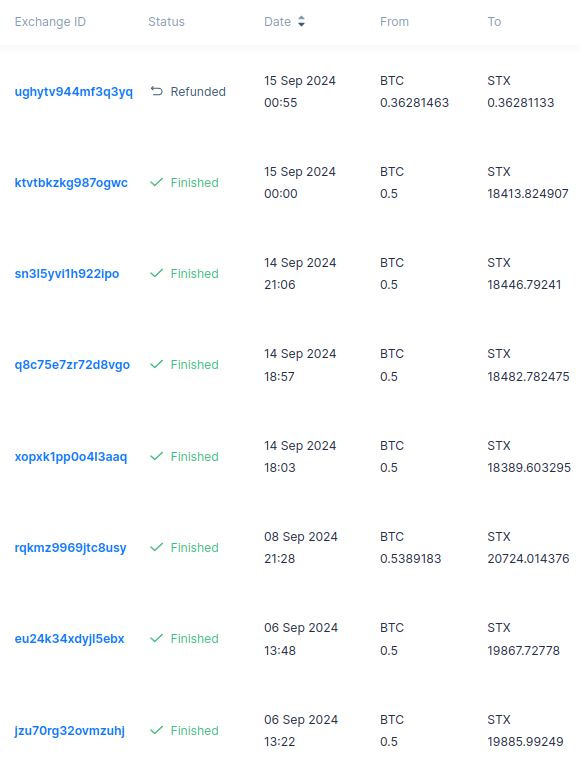 Exchange ID Status Date From To
15 Sep 2024 BTC STX
ughytv944mf3q3yq Refunded
00:55 0.36281463 0.36281133
15 Sep 2024 BTC STX
ktvtbkzkg987ogwc Finished
00:00 0.5 18413.824907
14 Sep 2024 BTC STX
sn3l5yvl1h922lpo Finished
21:06 0.5 18446.79241
14 Sep 2024 BTC STX
q8c75e7zr72d8vgo Finished
18:57 0.5 18482.782475
14 Sep 2024 BTC STX
xopxk1pp0o4l3aaq Finished
18:03 0.5 18389.603295
08 Sep 2024 BTC STX
rqkmz9969jtc8usy Finished
21:28 0.5389183 20724.014376
06 Sep 2024 BTC STX
eu24k34xdyjl5ebx Finished
13:48 0.5 19867.72778
06 Sep 2024 BTC STX
jzu70rg32ovmzuhj Finished
13:22 0.5 19885.99249